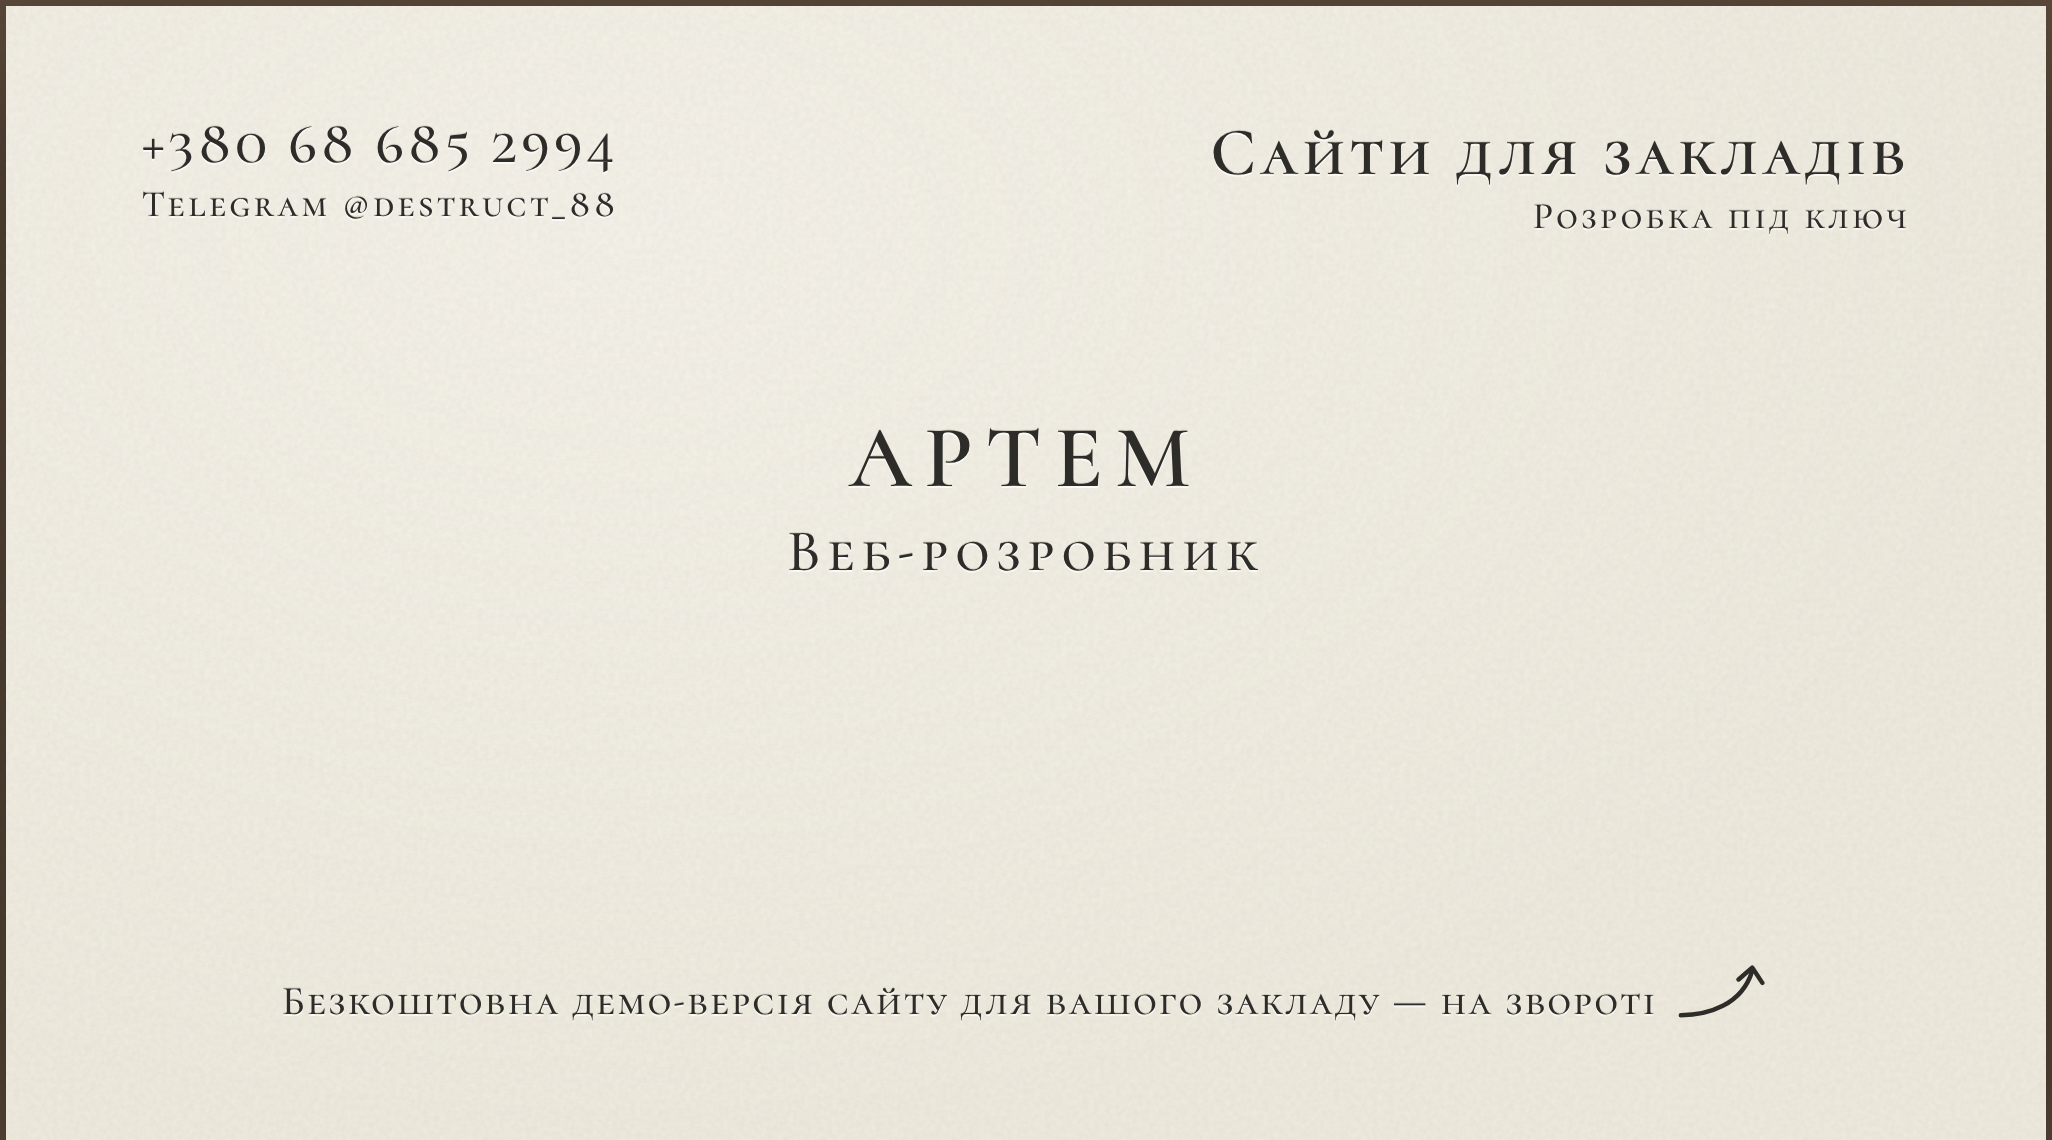 +380 68 685 2994
Telegram @destruct_88
Сайти для закладів
Розробка під ключ
АРТЕМ
Веб-розробник
Безкоштовна демо-версія сайту для вашого закладу — на звороті